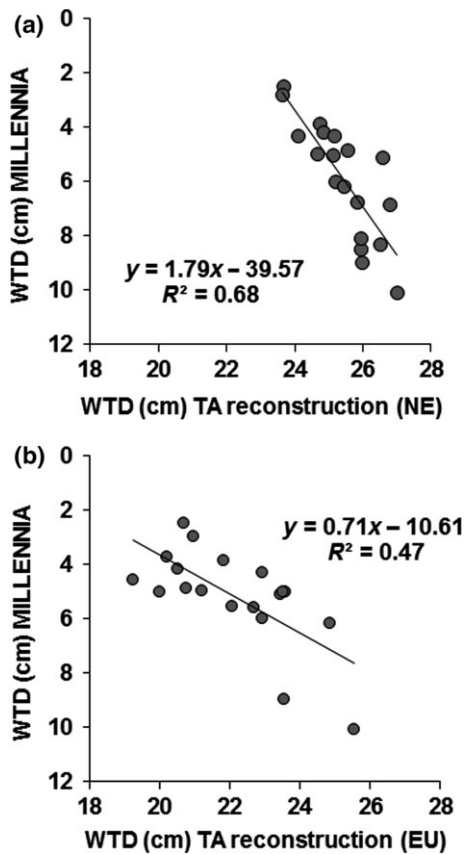 (a)
0
2
4
6
8
10
12
WTD (cm) MILLENNIA
y = 1.79x – 39.57
R² = 0.68
18 20 22 24 26 28
WTD (cm) TA reconstruction (NE)
(b)
0
2
4
6
8
10
12
WTD (cm) MILLENNIA
y = 0.71x – 10.61
R² = 0.47
18 20 22 24 26 28
WTD (cm) TA reconstruction (EU)